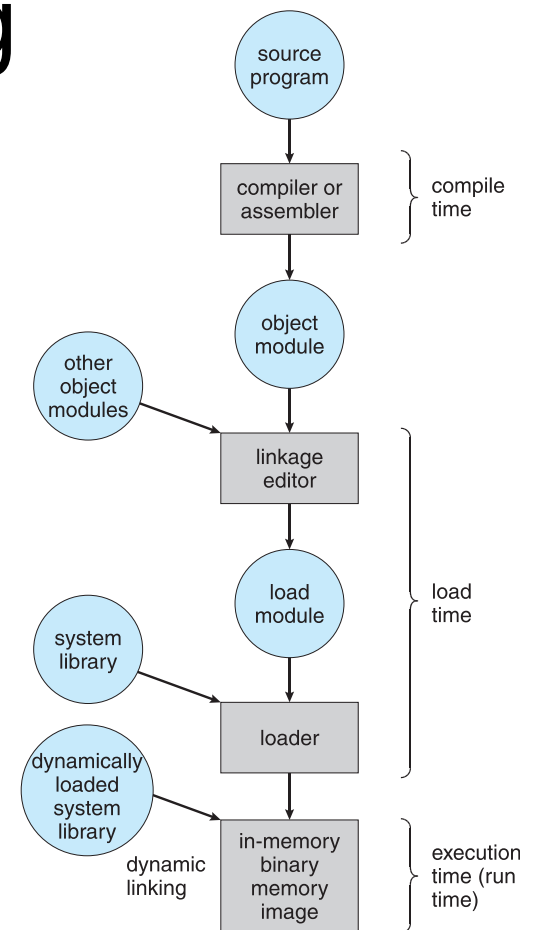 g
source
program
compiler or
assembler
compile
time
object
module
other
object
modules
linkage
editor
load
module
load
time
system
library
loader
dynamically
loaded
system
library
dynamic
linking
in-memory
binary
memory
image
execution
time (run
time)